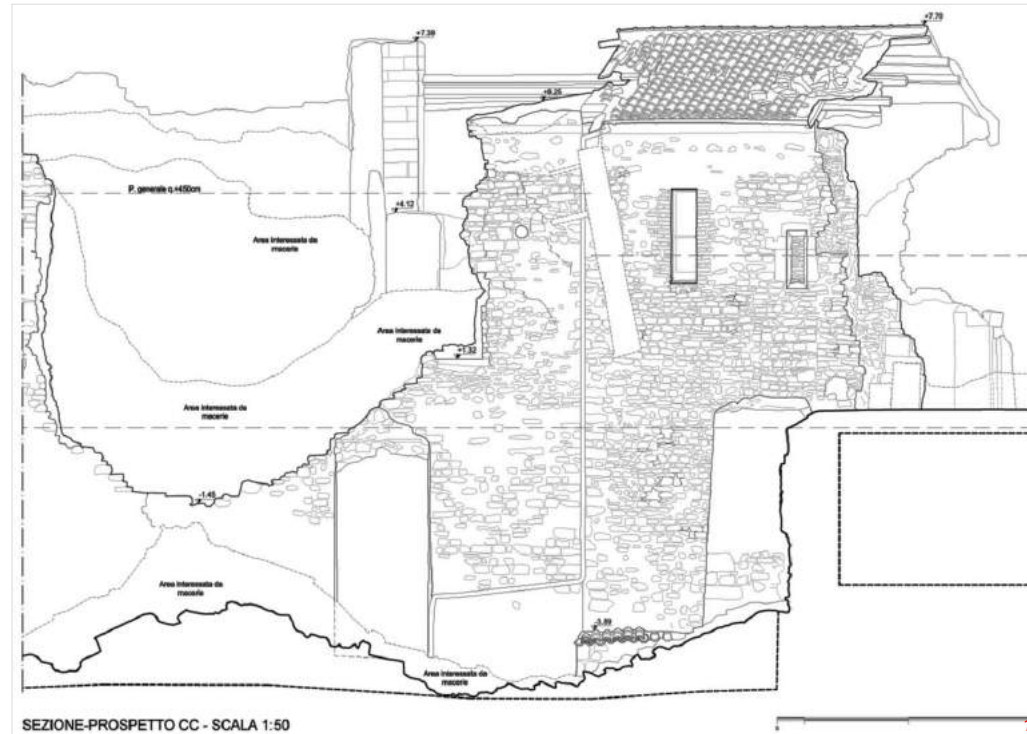 +7.70
+7.39
+6.25
P. generale q.+450cm
+4.12
Area interessata da
macerie
Area interessata da
macerie
+1.32
Area interessata da
macerie
-1.45
Area interessata da
macerie
-3.89
Area interessata da
macerie
SEZIONE-PROSPETTO CC - SCALA 1:50
0